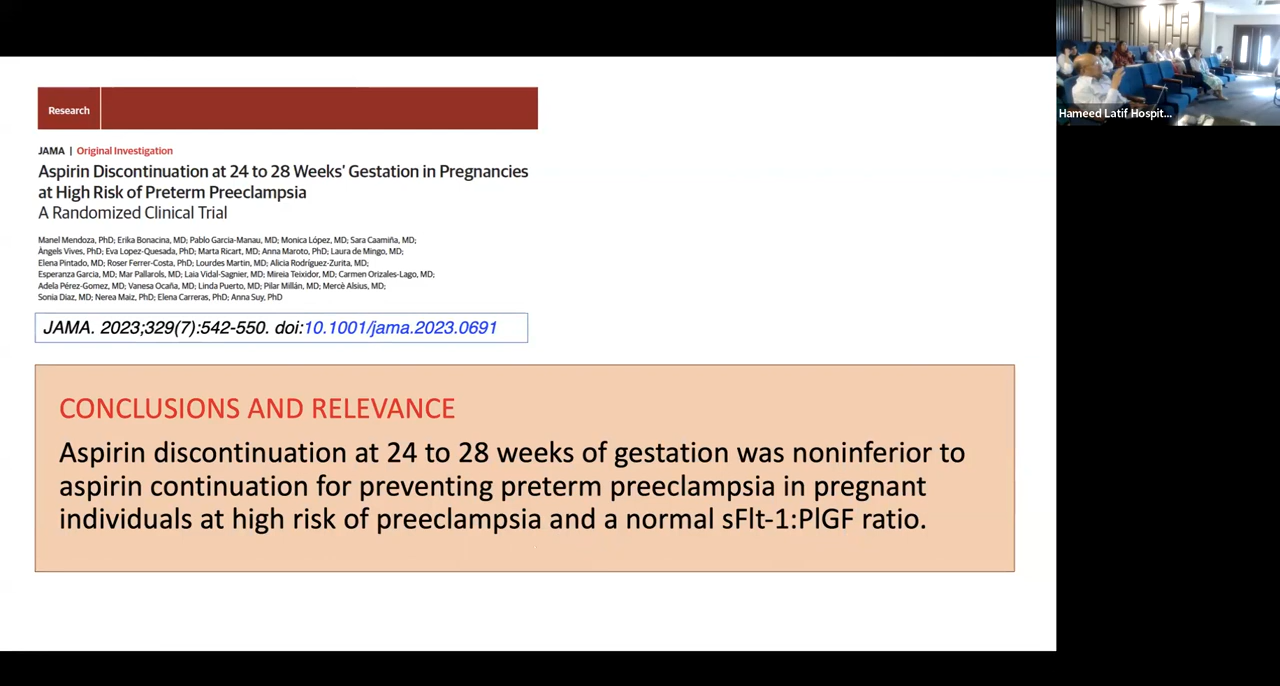 Research
JAMA | Original Investigation
Aspirin Discontinuation at 24 to 28 Weeks' Gestation in Pregnancies
at High Risk of Preterm Preeclampsia
A Randomized Clinical Trial
Manel Mendoza, PhD; Erika Bonacina, MD; Pablo Garcia-Manau, MD; Monica López, MD; Sara Caamiña, MD;
Àngels Vives, PhD; Eva Lopez-Quesada, PhD; Marta Ricart, MD; Anna Maroto, PhD; Laura de Mingo, MD;
Elena Pintado, MD; Roser Ferrer-Costa, PhD; Lourdes Martin, MD; Alicia Rodríguez-Zurita, MD;
Esperanza Garcia, MD; Mar Pallarols, MD; Laia Vidal-Sagnier, MD; Mireia Teixidor, MD; Carmen Orizales-Lago, MD;
Adela Pérez-Gomez, MD; Vanesa Ocaña, MD; Linda Puerto, MD; Pilar Millán, MD; Mercè Alsius, MD;
Sonia Diaz, MD; Nerea Maiz, PhD; Elena Carreras, PhD; Anna Suy, PhD
JAMA. 2023;329(7):542-550. doi:10.1001/jama.2023.0691
CONCLUSIONS AND RELEVANCE
Aspirin discontinuation at 24 to 28 weeks of gestation was noninferior to
aspirin continuation for preventing preterm preeclampsia in pregnant
individuals at high risk of preeclampsia and a normal sFlt-1:PlGF ratio.
Hameed Latif Hospit...